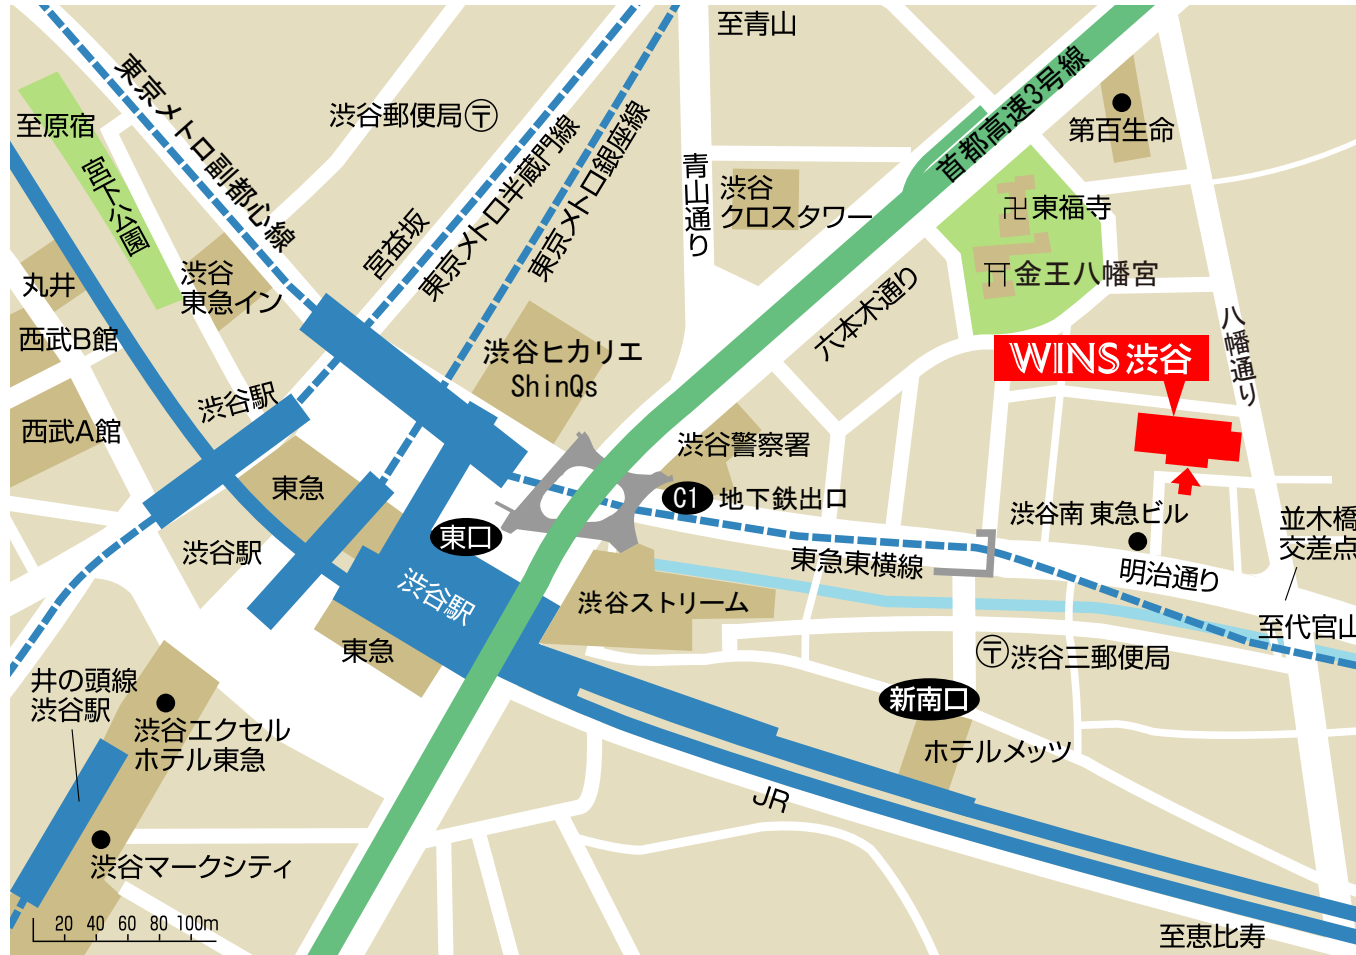 至青山
東京メトロ副都心線
至原宿
宮下公園
渋谷郵便局
東京メトロ半蔵門線
東京メトロ銀座線
宮益坂
青山通り
渋谷
クロスタワー
首都高速3号線
第百生命
卍東福寺
金王八幡宮
六本木通り
八幡通り
丸井
渋谷
東急イン
西武B館
西武A館
渋谷駅
渋谷ヒカリエ
ShinQs
WINS渋谷
渋谷警察署
C1
地下鉄出口
東急
渋谷駅
東口
渋谷駅
東急
渋谷ストリーム
東急東横線
渋谷南 東急ビル
明治通り
並木橋
交差点
至代官山
渋谷三郵便局
新南口
ホテルメッツ
井の頭線
渋谷駅
渋谷エクセル
ホテル東急
渋谷マークシティ
JR
至恵比寿
20 40 60 80 100m